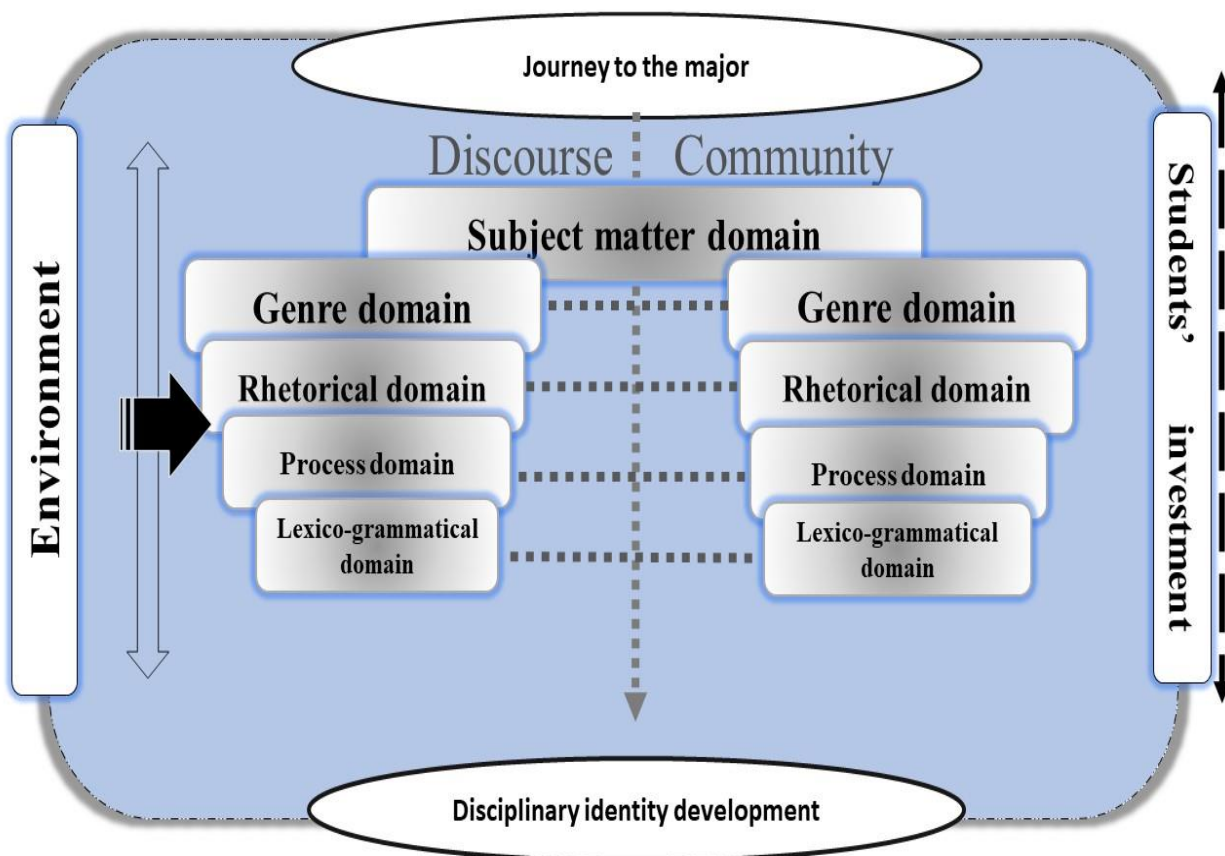 Journey to the major
Discourse Community
Subject matter domain
Genre domain
Genre domain
Rhetorical domain
Rhetorical domain
Process domain
Process domain
Lexico-grammatical
domain
Lexico-grammatical
domain
Environment
Students’ investment
Disciplinary identity development